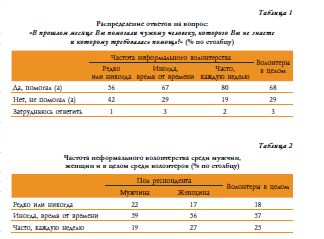 Таблица 1
Распределение ответов на вопрос:
«В прошлом месяце Вы помогали чужому человеку, которого Вы не знаете
и которому требовалась помощь?» (% по столбцу)
Частота неформального волонтерства
Волонтеры в целом
Редко или никогда
Иногда, время от времени
Часто, каждую неделю
Да, помогал (а) 56 67 80 68
Нет, не помогал (а) 42 29 19 29
Затрудняюсь ответить 1 3 2 3
Таблица 2
Частота неформального волонтерства среди мужчин,
женщин и в целом среди волонтеров (% по столбцу)
Пол респондента
Волонтеры в целом
Мужчина Женщина
Редко или никогда 22 17 18
Иногда, время от времени 59 56 57
Часто, каждую неделю 19 27 25